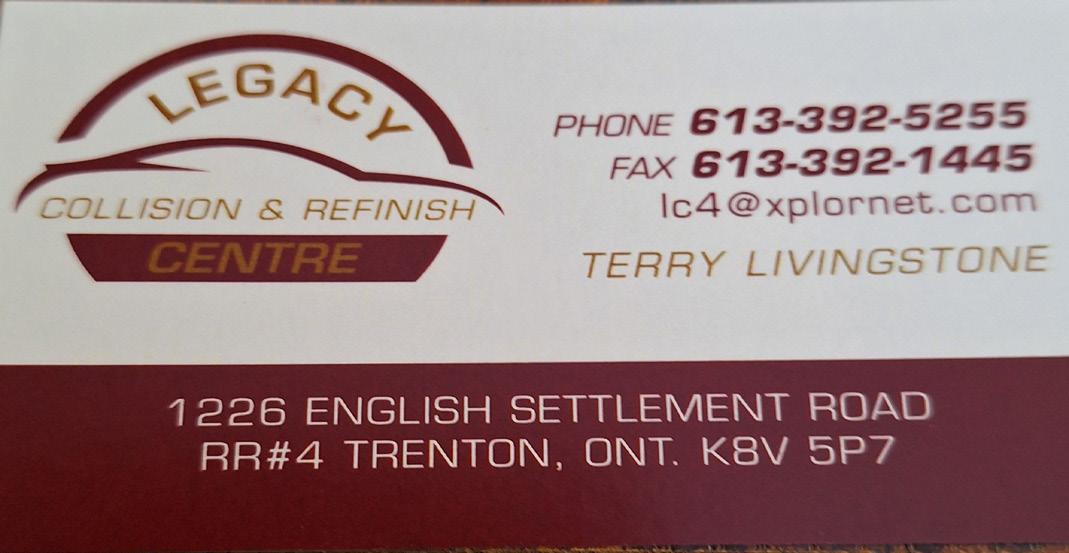 LEGACY
COLLISION & REFINISH
CENTRE
PHONE 613-392-5255
FAX 613-392-1445
lc4@xplornet.com
TERRY LIVINGSTONE
1226 ENGLISH SETTLEMENT ROAD
RR#4 TRENTON, ONT. K8V 5P7